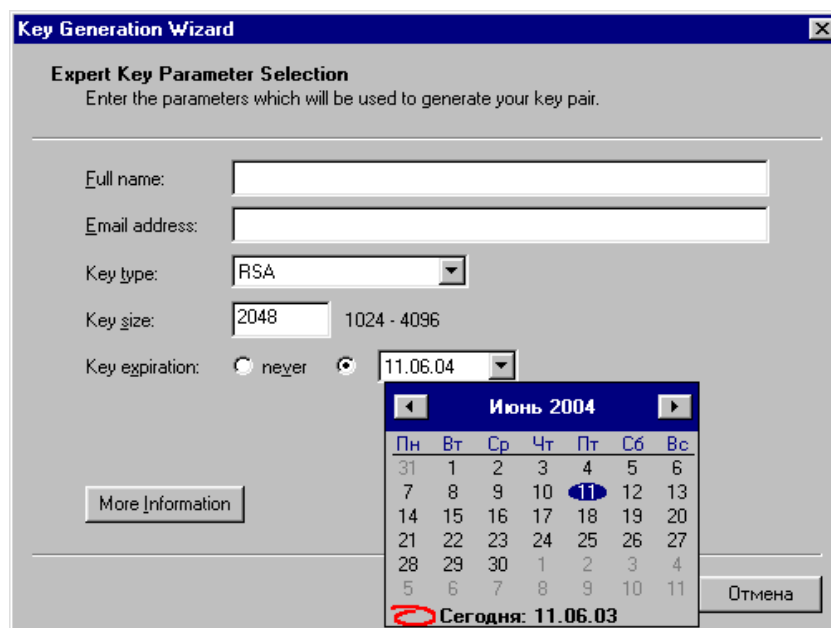 Key Generation Wizard
Expert Key Parameter Selection
Enter the parameters which will be used to generate your key pair.
Full name:
Email address:
Key type: RSA
Key size: 2048 1024 - 4096
Key expiration: never 11.06.04
Июнь 2004
Пн Вт Ср Чт Пт Сб Вс
31 1 2 3 4 5 6
7 8 9 10 11 12 13
14 15 16 17 18 19 20
21 22 23 24 25 26 27
28 29 30 1 2 3 4
5 6 7 8 9 10 11
Сегодня: 11.06.03
More Information
Отмена